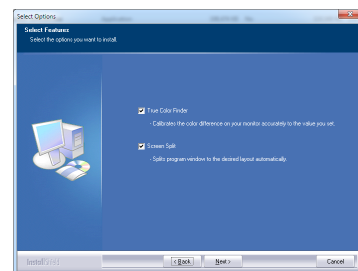 Select Options
Select Features
Select the options you want to install.
True Color Finder
- Calibrates the color difference on your monitor accurately to the value you set.
Screen Split
- Splits program window to the desired layout automatically.
InstallShield
< Back
Next >
Cancel